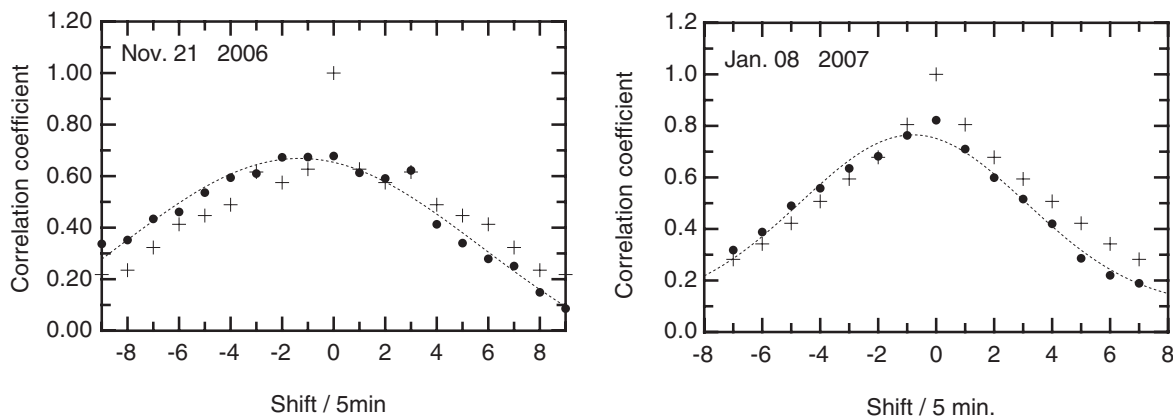 Nov. 21 2006
Correlation coefficient
1.20
1.00
0.80
0.60
0.40
0.20
0.00
-8 -6 -4 -2 0 2 4 6 8
Shift / 5min
Jan. 08 2007
Correlation coefficient
1.2
1.0
0.8
0.6
0.4
0.2
0.0
-8 -6 -4 -2 0 2 4 6 8
Shift / 5 min.